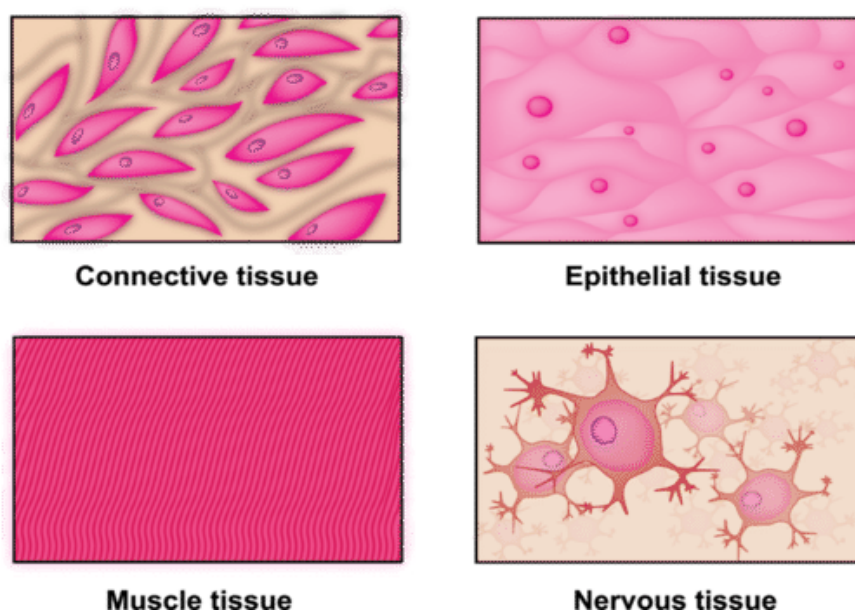 Connective tissue
Epithelial tissue
Muscle tissue
Nervous tissue